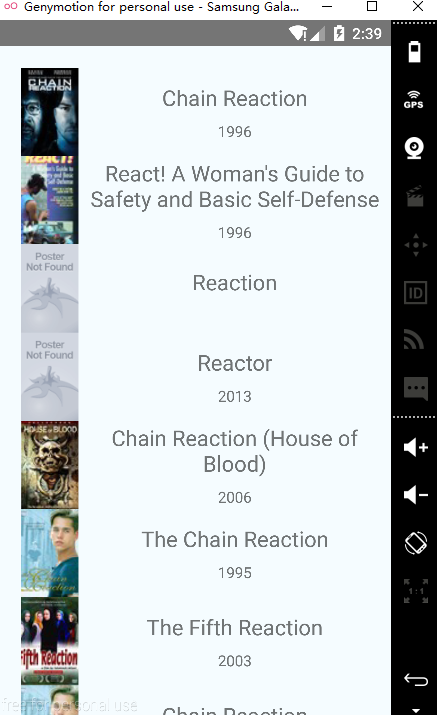 Genymotion for personal use - Samsung Gala...
2:39
CHAIN
REACTION
Chain Reaction
1996
GPS
REACT!
React! A Woman's Guide to
Safety and Basic Self-Defense
1996
Poster
Not Found
Reaction
ID
Poster
Not Found
Reactor
2013
HOUSE OF BLOOD
Chain Reaction (House of
Blood)
2006
The Chain Reaction
1995
1:1
Fifth Reaction
The Fifth Reaction
2003
free for personal use
Chain Reaction